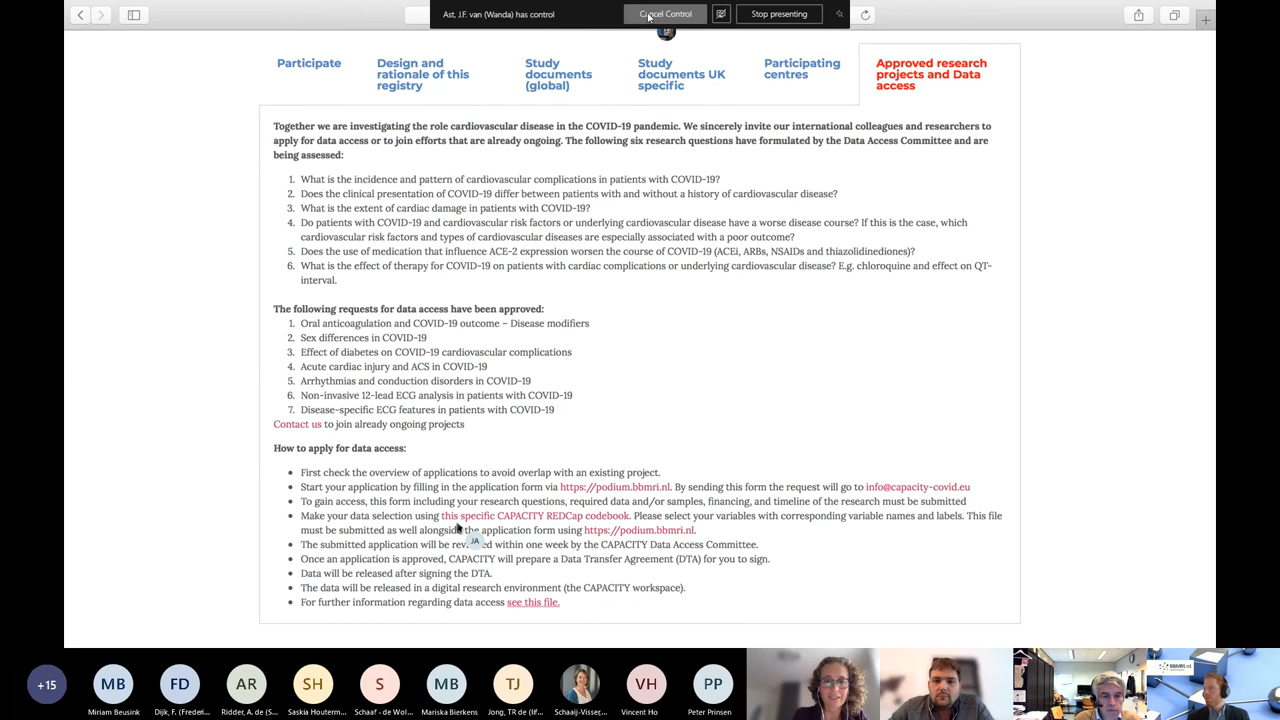 Ast. J.F. van (Wanda) has control
Cancel Control
Stop presenting
Participate
Design and rationale of this registry
Study documents (global)
Study documents UK specific
Participating centres
Approved research projects and Data access
Together we are investigating the role cardiovascular disease in the COVID-19 pandemic. We sincerely invite our international colleagues and researchers to
apply for data access or to join efforts that are already ongoing. The following six research questions have formulated by the Data Access Committee and are
being assessed:
1. What is the incidence and pattern of cardiovascular complications in patients with COVID-19?
2. Does the clinical presentation of COVID-19 differ between patients with and without a history of cardiovascular disease?
3. What is the extent of cardiac damage in patients with COVID-19?
4. Do patients with COVID-19 and cardiovascular risk factors or underlying cardiovascular disease have a worse disease course? If this is the case, which
cardiovascular risk factors and types of cardiovascular diseases are especially associated with a poor outcome?
5. Does the use of medication that influence ACE-2 expression worsen the course of COVID-19 (ACEi, ARBs, NSAIDs and thiazolidinediones)?
6. What is the effect of therapy for COVID-19 on patients with cardiac complications or underlying cardiovascular disease? E.g. chloroquine and effect on QT-
interval.
The following requests for data access have been approved:
1. Oral anticoagulation and COVID-19 outcome – Disease modifiers
2. Sex differences in COVID-19
3. Effect of diabetes on COVID-19 cardiovascular complications
4. Acute cardiac injury and ACS in COVID-19
5. Arrhythmias and conduction disorders in COVID-19
6. Non-invasive 12-lead ECG analysis in patients with COVID-19
7. Disease-specific ECG features in patients with COVID-19
Contact us to join already ongoing projects
How to apply for data access:
• First check the overview of applications to avoid overlap with an existing project.
• Start your application by filling in the application form via https://podium.bbmri.nl. By sending this form the request will go to info@capacity-covid.eu
• To gain access, this form including your research questions, required data and/or samples, financing, and timeline of the research must be submitted
• Make your data selection using this specific CAPACITY REDCap codebook. Please select your variables with corresponding variable names and labels. This file
must be submitted as well alongside the application form using https://podium.bbmri.nl.
• The submitted application will be within one week by the CAPACITY Data Access Committee.
JA
• Once an application is approved, CAPACITY will prepare a Data Transfer Agreement (DTA) for you to sign.
• Data will be released after signing the DTA.
• The data will be released in a digital research environment (the CAPACITY workspace).
• For further information regarding data access see this file.
+15
MB
FD
AR
SH
S
MB
TJ
VH
PP
BBMRI.nl
Miriam Beusink
Dijk, F. (Frederi...
Ridder, A. de (S...
Saskia Houterm...
Schaaf - de Wol...
Mariska Bierkens
Jong, TR de (lif...
Schaaij-Visser,...
Vincent Ho
Peter Prinsen